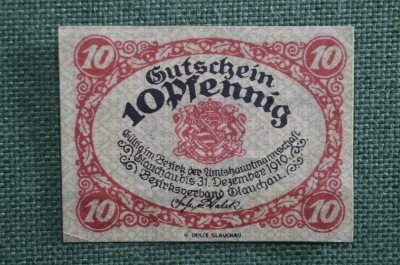 10 10
Gutschein
10 Pfennig
Gültig im Bezirk der Amtshauptmannschaft
Glauchau bis 31. Dezember 1919.
Bezirksverband Glauchau.
10 10
GLAUCHAU.